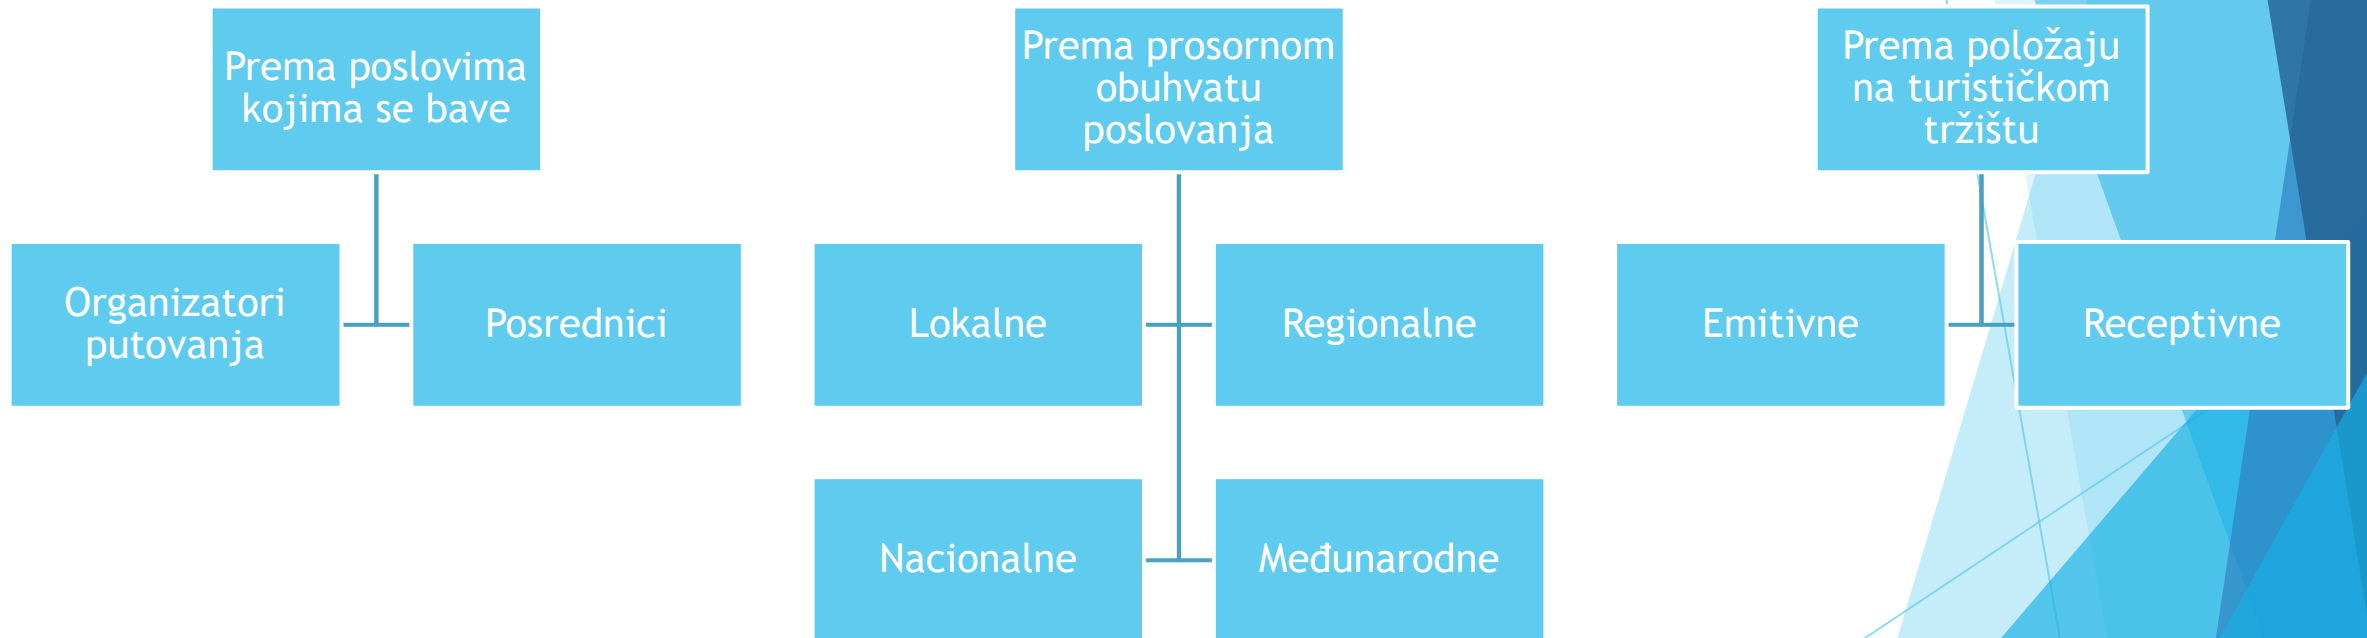 Prema poslovima
kojima se bave
Organizatori
putovanja
Posrednici
Prema prosornom
obuhvatu
poslovanja
Lokalne
Regionalne
Nacionalne
Međunarodne
Prema položaju
na turističkom
tržištu
Emitivne
Receptivne